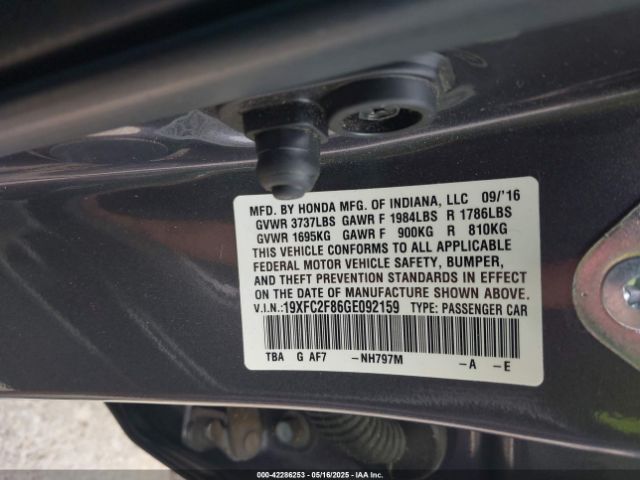 MFD. BY HONDA MFG. OF INDIANA, LLC 09/'16
GVWR 3737LBS GAWR F 1984LBS R 1786LBS
GVWR 1695KG GAWR F 900KG R 810KG
THIS VEHICLE CONFORMS TO ALL APPLICABLE
FEDERAL MOTOR VEHICLE SAFETY, BUMPER,
AND THEFT PREVENTION STANDARDS IN EFFECT
ON THE DATE OF MANUFACTURE SHOWN ABOVE.
V.I.N.:19XFC2F86GE092159 TYPE: PASSENGER CAR
TBA G AF7 -NH797M -A -E
000-42286253 - 05/16/2025 - IAA Inc.